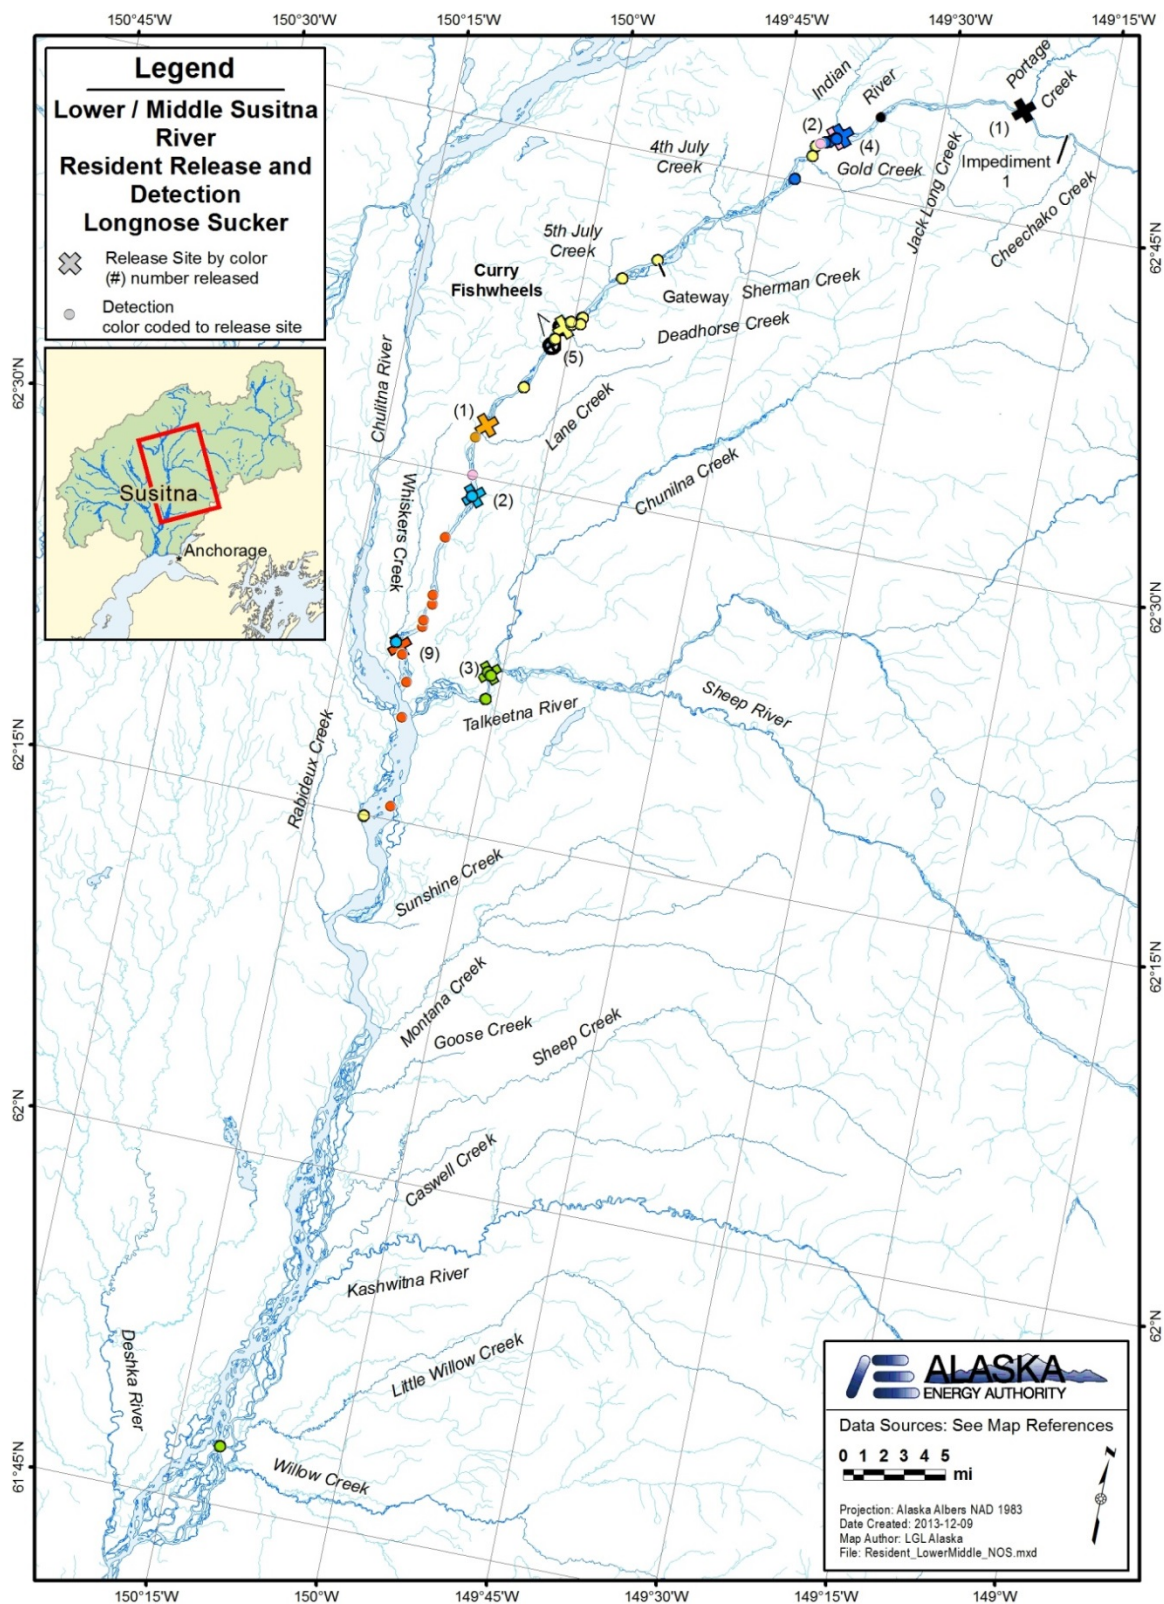 150°45'W
150°30'W
150°15'W
150°W
149°45'W
149°30'W
149°15'W
Legend
Lower / Middle Susitna
River
Resident Release and
Detection
Longnose Sucker
Release Site by color
(#) number released
Detection
color coded to release site
Susitna
Anchorage
Indian
River
Portage
Creek
(2)
(4)
(1)
Impediment
1
4th July
Creek
Gold Creek
Jack Long Creek
Cheechako Creek
5th July
Creek
Curry
Fishwheels
Gateway
Sherman Creek
Deadhorse Creek
(5)
62°45'N
62°30'N
Chulitna River
(1)
Lane Creek
Whiskers Creek
(2)
Chunilna Creek
62°30'N
(9)
(3)
Talkeetna River
Sheep River
62°15'N
Rabideux Creek
Sunshine Creek
62°15'N
Montana Creek
Goose Creek
Sheep Creek
62°N
Caswell Creek
Kashwitna River
62°N
Deshka River
Little Willow Creek
61°45'N
Willow Creek
ALASKA
ENERGY AUTHORITY
Data Sources: See Map References
0 1 2 3 4 5
mi
N
Projection: Alaska Albers NAD 1983
Date Created: 2013-12-09
Map Author: LGL Alaska
File: Resident_LowerMiddle_NOS.mxd
150°15'W
150°W
149°45'W
149°30'W
149°15'W
149°W